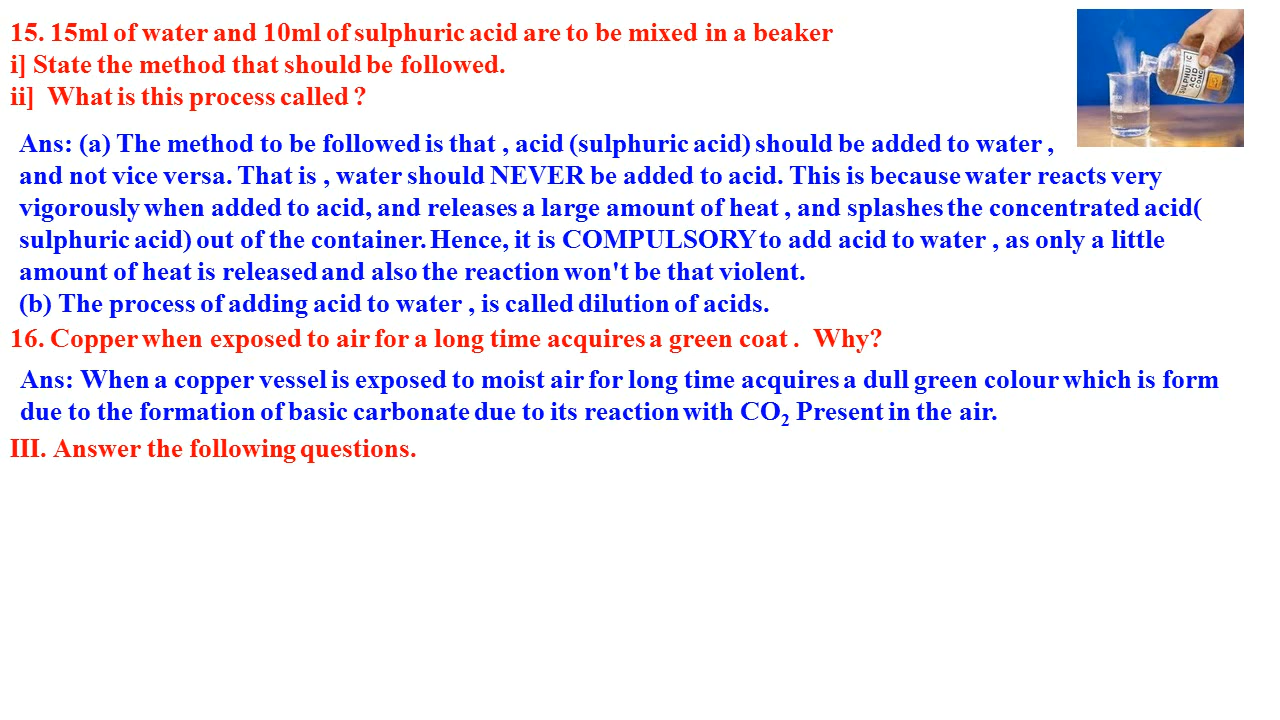 15. 15ml of water and 10ml of sulphuric acid are to be mixed in a beaker
i] State the method that should be followed.
ii] What is this process called ?
SULPHURIC
ACID
CONC
Ans: (a) The method to be followed is that , acid (sulphuric acid) should be added to water ,
and not vice versa. That is , water should NEVER be added to acid. This is because water reacts very
vigorously when added to acid, and releases a large amount of heat , and splashes the concentrated acid(
sulphuric acid) out of the container. Hence, it is COMPULSORY to add acid to water , as only a little
amount of heat is released and also the reaction won't be that violent.
(b) The process of adding acid to water , is called dilution of acids.
16. Copper when exposed to air for a long time acquires a green coat . Why?
Ans: When a copper vessel is exposed to moist air for long time acquires a dull green colour which is form
due to the formation of basic carbonate due to its reaction with CO₂ Present in the air.
III. Answer the following questions.